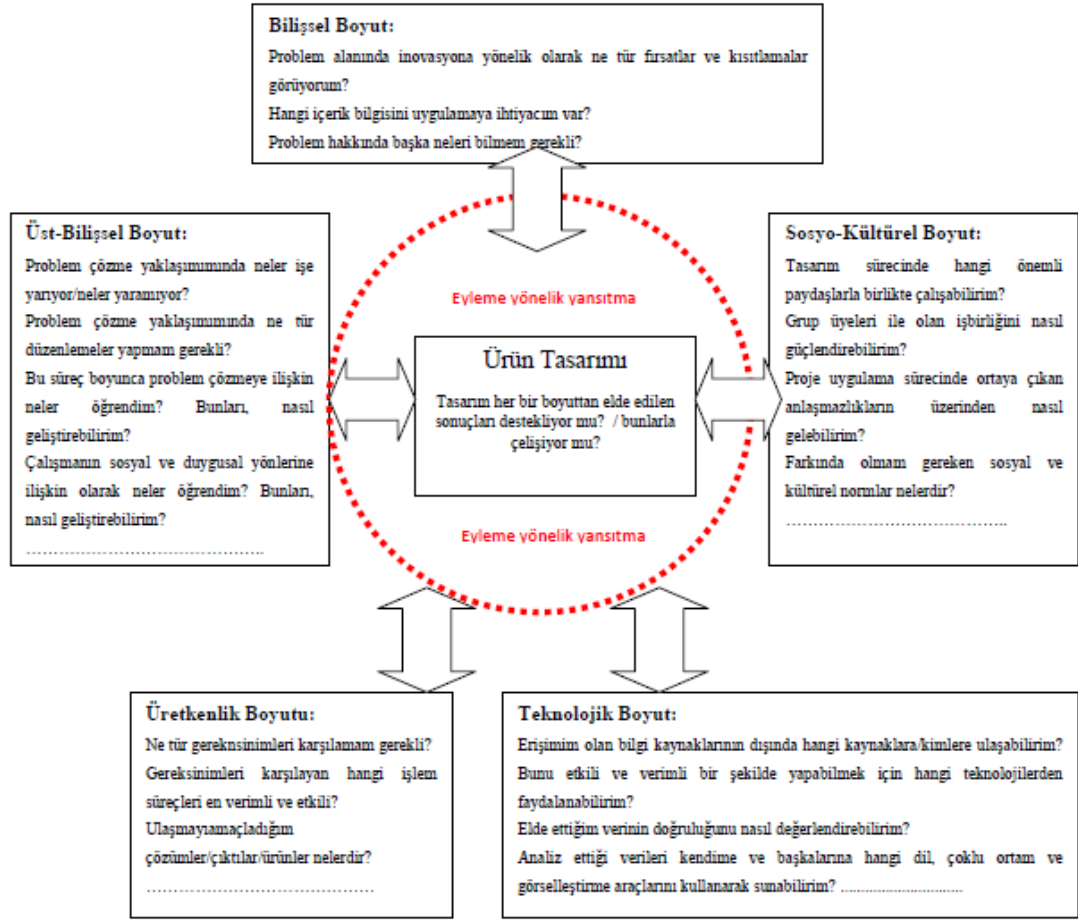 Bilişsel Boyut:
Problem alanında inovasyona yönelik olarak ne tür fırsatlar ve kısıtlamalar
görüyorum?
Hangi içerik bilgisini uygulamaya ihtiyacım var?
Problem hakkında başka neleri bilmem gerekli?
Üst-Bilişsel Boyut:
Problem çözme yaklaşımımında neler işe
yarıyor/neler yaramıyor?
Problem çözme yaklaşımımında ne tür
düzenlemeler yapmam gerekli?
Bu süreç boyunca problem çözmeye ilişkin
neler öğrendim? Bunları, nasıl
geliştirebilirim?
Çalışmanın sosyal ve duygusal yönlerine
ilişkin olarak neler öğrendim? Bunları,
nasıl geliştirebilirim?
...............................................
Eyleme yönelik yansıtma
Ürün Tasarımı
Tasarım her bir boyuttan elde edilen
sonuçları destekliyor mu? / bunlarla
çelişiyor mu?
Eyleme yönelik yansıtma
Sosyo-Kültürel Boyut:
Tasarım sürecinde hangi önemli
paydaşlarla birlikte çalışabilirim?
Grup üyeleri ile olan işbirliğini nasıl
güçlendirebilirim?
Proje uygulama sürecinde ortaya çıkan
anlaşmazlıkların üzerinden nasıl
gelebilirim?
Farkında olmam gereken sosyal ve
kültürel normlar nelerdir?
............................................
Üretkenlik Boyutu:
Ne tür gereknsinimleri karşılamam gerekli?
Gereksinimleri karşılayan hangi işlem
süreçleri en verimli ve etkili?
Ulaşmayıamaçladığım
çözümler/çıktılar/ürünler nelerdir?
.............................................
Teknolojik Boyut:
Erişimim olan bilgi kaynaklarının dışında hangi kaynaklara/kimlere ulaşabilirim?
Bunu etkili ve verimli bir şekilde yapabilmek için hangi teknolojilerden
faydalanabilirim?
Elde ettiğim verinin doğruluğunu nasıl değerlendirebilirim?
Analiz ettiği verileri kendime ve başkalarına hangi dil, çoklu ortam ve
görselleştirme araçlarını kullanarak sunabilirim? ..................................